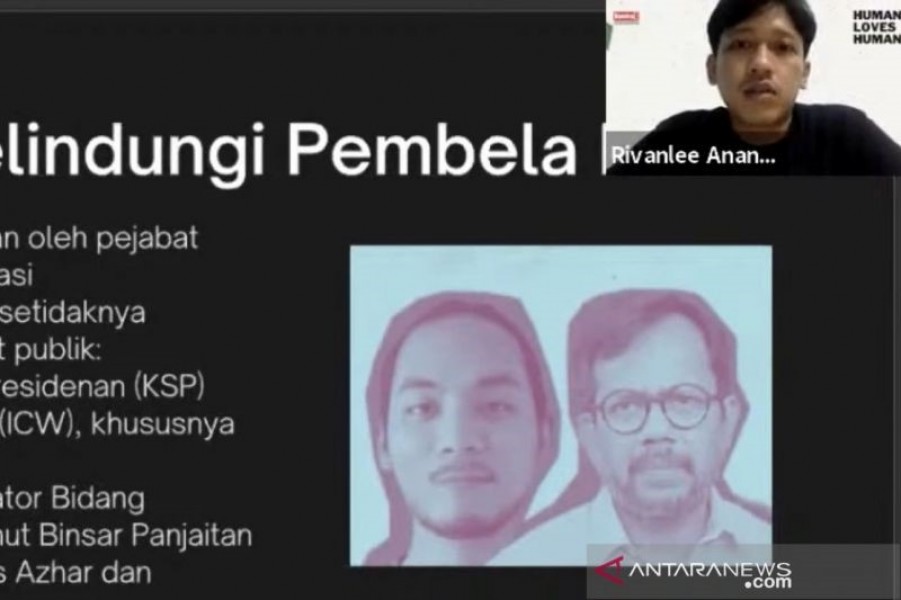 HUMAN
LOVES
HUMAN
Rivanlee Anan...
elindungi Pembela
an oleh pejabat
asi
setidaknya
t publik:
residenan (KSP)
(ICW), khususnya
ator Bidang
ut Binsar Panjaitan
s Azhar dan
ANTARANEWS
.com